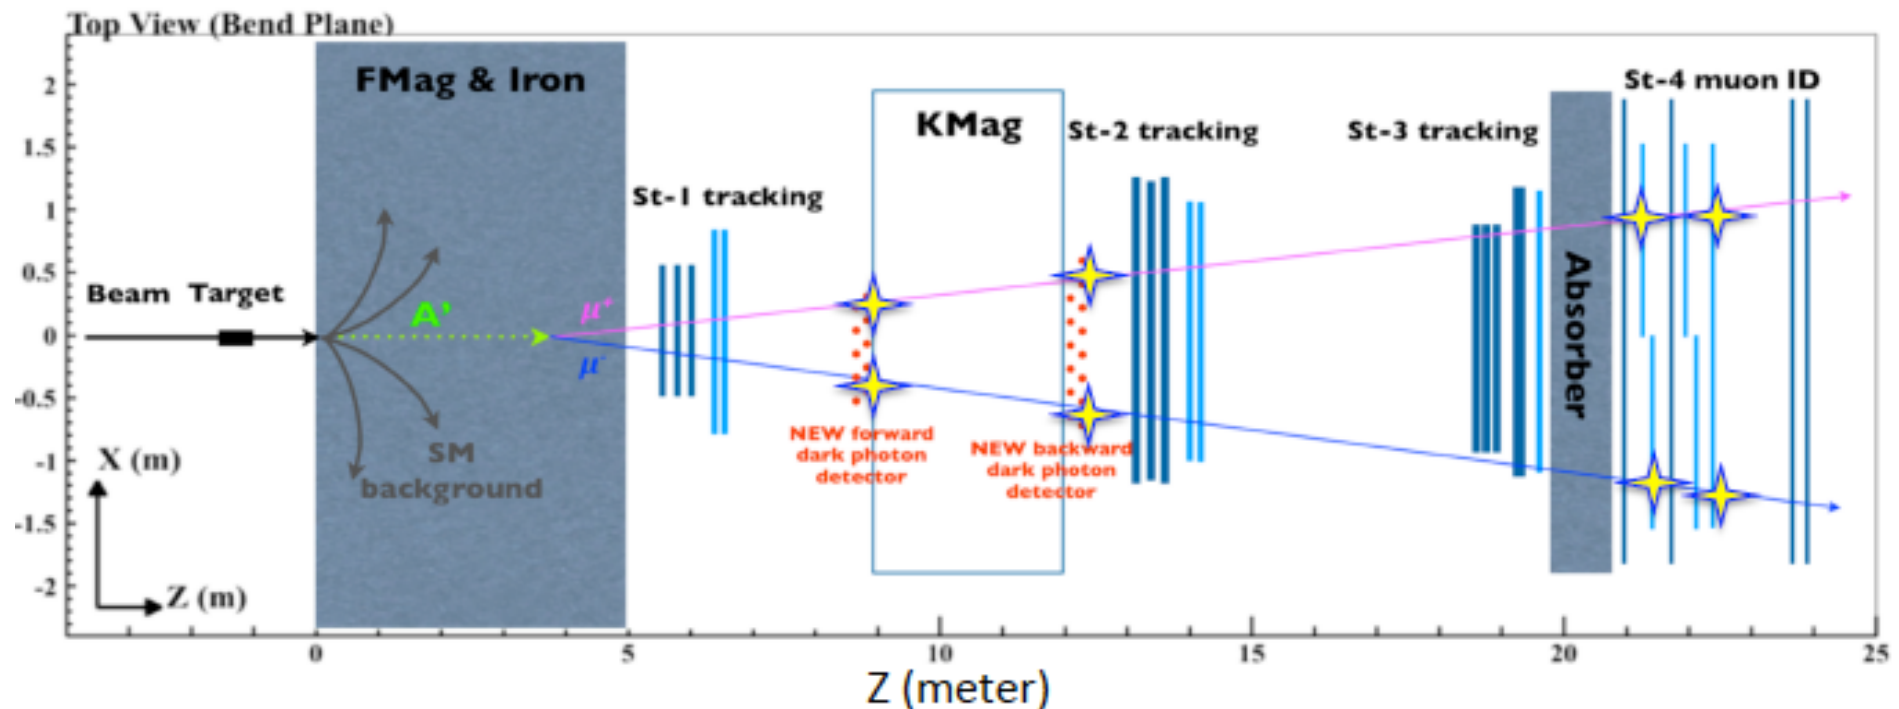 Top View (Bend Plane)
FMag & Iron
St-4 muon ID
KMag
St-2 tracking
St-3 tracking
St-1 tracking
Beam Target
A'
μ+
μ-
Absorber
NEW forward
dark photon
detector
NEW backward
dark photon
detector
SM
background
X (m)
Z (m)
2
1.5
1
0.5
0
-0.5
-1
-1.5
-2
0 5 10 15 20 25
Z (meter)